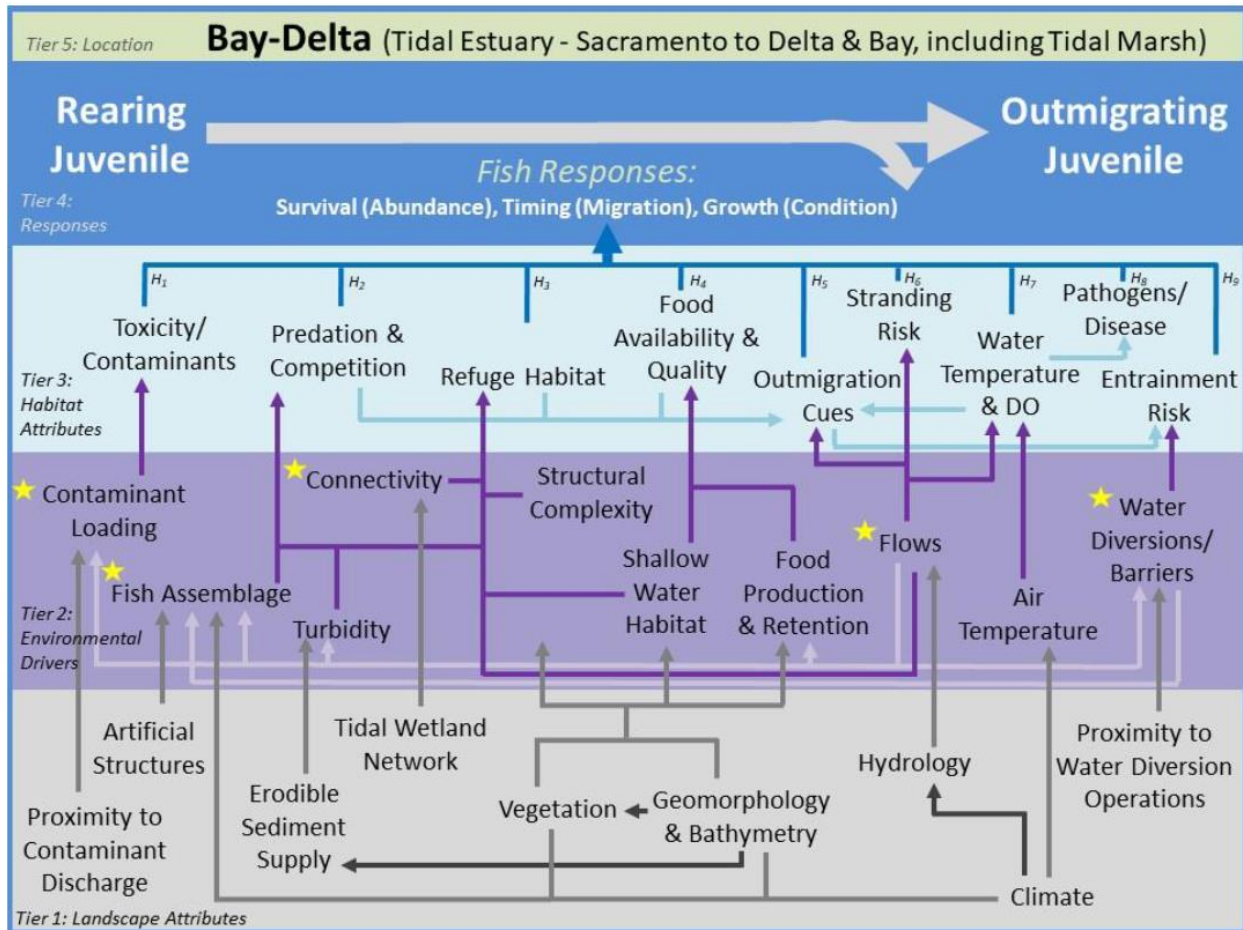 Tier 5: Location
Bay-Delta (Tidal Estuary - Sacramento to Delta & Bay, including Tidal Marsh)
Rearing
Juvenile
Outmigrating
Juvenile
Fish Responses:
Survival (Abundance), Timing (Migration), Growth (Condition)
Tier 4:
Responses
H1
H2
H3
H4
H5
H6
H7
H8
H9
Toxicity/
Contaminants
Predation &
Competition
Refuge Habitat
Food
Availability &
Quality
Outmigration
Cues
Stranding
Risk
Water
Temperature
& DO
Pathogens/
Disease
Entrainment
Risk
Tier 3:
Habitat
Attributes
Contaminant
Loading
Fish Assemblage
Turbidity
Connectivity
Structural
Complexity
Shallow
Water
Habitat
Food
Production
& Retention
Flows
Air
Temperature
Water
Diversions/
Barriers
Tier 2:
Environmental
Drivers
Artificial
Structures
Proximity to
Contaminant
Discharge
Erodible
Sediment
Supply
Tidal Wetland
Network
Vegetation
Geomorphology
& Bathymetry
Hydrology
Climate
Proximity to
Water Diversion
Operations
Tier 1: Landscape Attributes